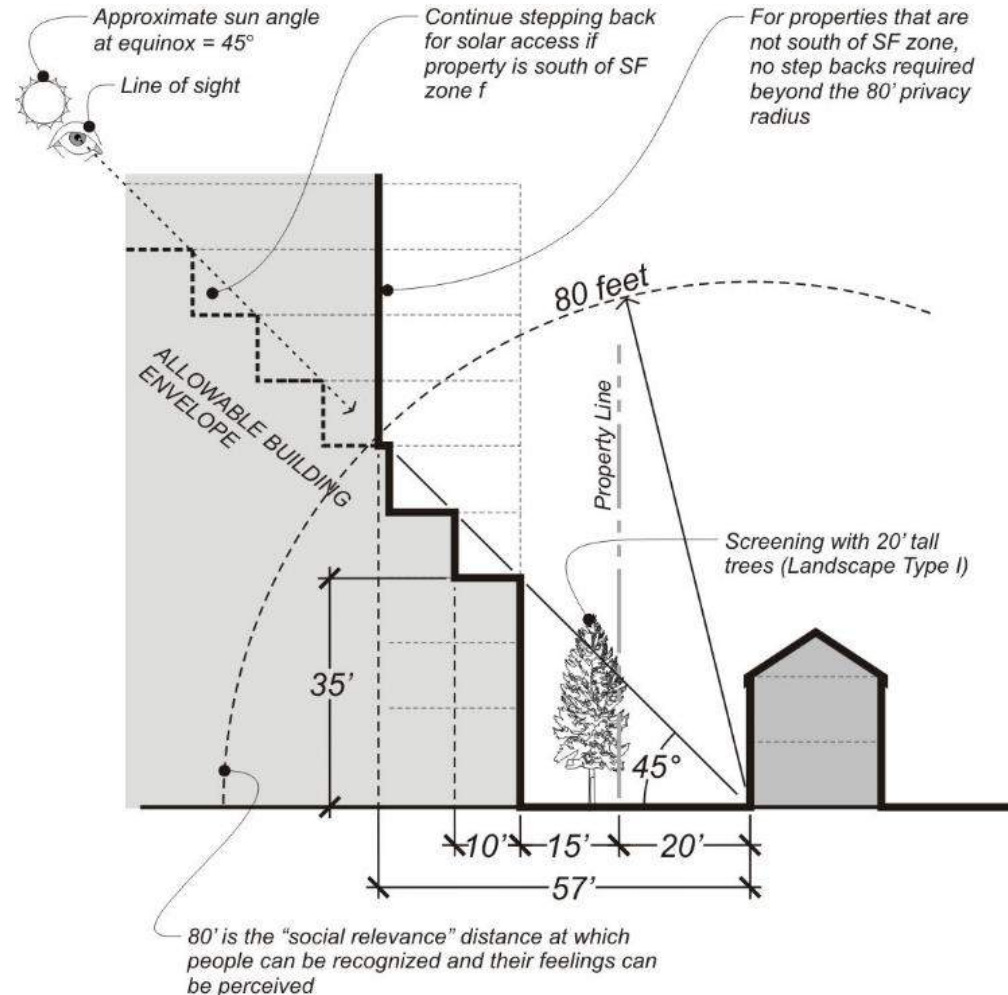 Approximate sun angle
at equinox = 45°
Line of sight
Continue stepping back
for solar access if
property is south of SF
zone f
For properties that are
not south of SF zone,
no step backs required
beyond the 80’ privacy
radius
80 feet
ALLOWABLE BUILDING
ENVELOPE
Property Line
Screening with 20’ tall
trees (Landscape Type I)
35’
45°
10’
15’
20’
57’
80’ is the “social relevance” distance at which
people can be recognized and their feelings can
be perceived